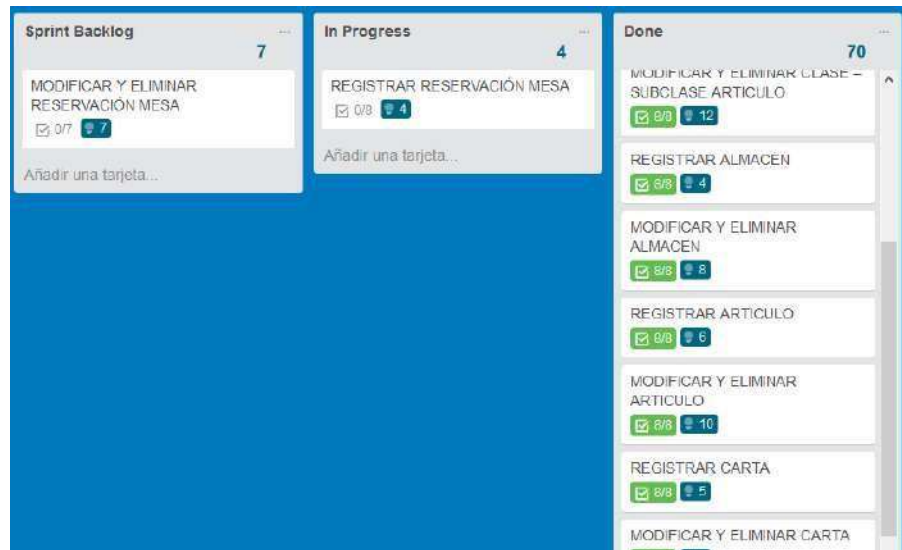 Sprint Backlog
7
MODIFICAR Y ELIMINAR
RESERVACIÓN MESA
0/7 7
Añadir una tarjeta...
In Progress
4
REGISTRAR RESERVACIÓN MESA
0/8 4
Añadir una tarjeta...
Done
70
MODIFICAR Y ELIMINAR CLASE –
SUBCLASE ARTICULO
8/8 12
REGISTRAR ALMACEN
8/8 4
MODIFICAR Y ELIMINAR
ALMACEN
8/8 8
REGISTRAR ARTICULO
8/8 6
MODIFICAR Y ELIMINAR
ARTICULO
8/8 10
REGISTRAR CARTA
8/8 5
MODIFICAR Y ELIMINAR CARTA